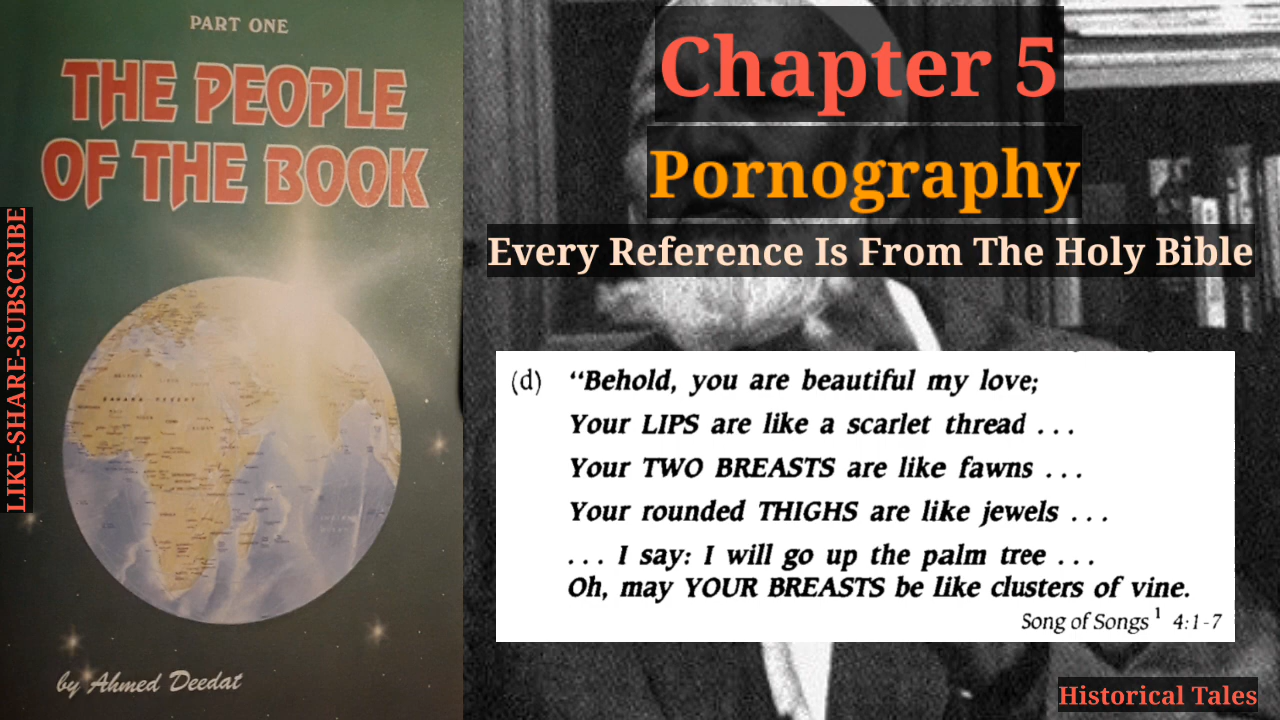 PART ONE
THE PEOPLE
OF THE BOOK
by Ahmed Deedat
LIKE-SHARE-SUBSCRIBE
Chapter 5
Pornography
Every Reference Is From The Holy Bible
(d) “Behold, you are beautiful my love;
Your LIPS are like a scarlet thread . . .
Your TWO BREASTS are like fawns . . .
Your rounded THIGHS are like jewels . . .
. . . I say: I will go up the palm tree . . .
Oh, may YOUR BREASTS be like clusters of vine.
Song of Songs 1 4:1-7
Historical Tales